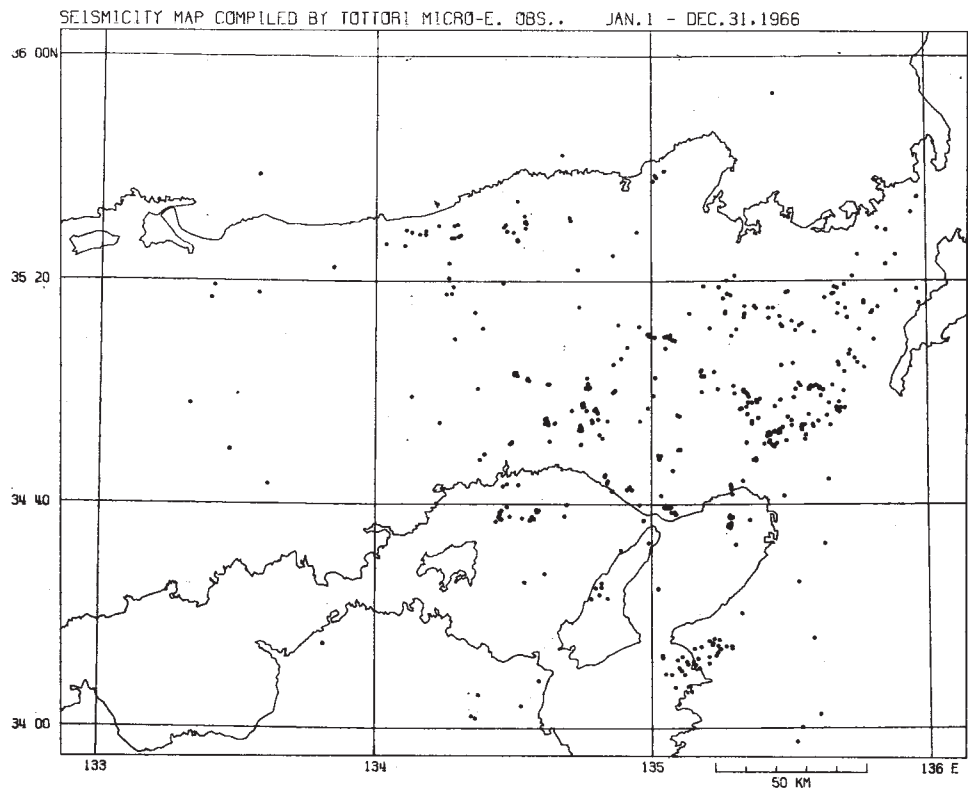 SEISMICITY MAP COMPILED BY TOTTORI MICRO-E. OBS.. JAN.1 - DEC.31.1966
36 00N
35 20
34 40
34 00
133 134 135 136 E
50 KM